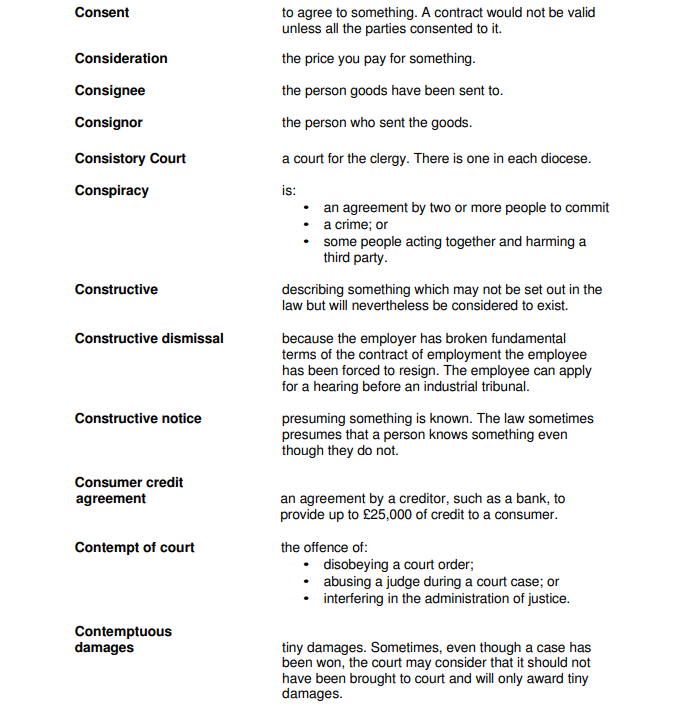 Consent to agree to something. A contract would not be valid
unless all the parties consented to it.
Consideration the price you pay for something.
Consignee the person goods have been sent to.
Consignor the person who sent the goods.
Consistory Court a court for the clergy. There is one in each diocese.
Conspiracy is:
• an agreement by two or more people to commit
• a crime; or
• some people acting together and harming a
third party.
Constructive describing something which may not be set out in the
law but will nevertheless be considered to exist.
Constructive dismissal because the employer has broken fundamental
terms of the contract of employment the employee
has been forced to resign. The employee can apply
for a hearing before an industrial tribunal.
Constructive notice presuming something is known. The law sometimes
presumes that a person knows something even
though they do not.
Consumer credit
agreement an agreement by a creditor, such as a bank, to
provide up to £25,000 of credit to a consumer.
Contempt of court the offence of:
• disobeying a court order;
• abusing a judge during a court case; or
• interfering in the administration of justice.
Contemptuous
damages tiny damages. Sometimes, even though a case has
been won, the court may consider that it should not
have been brought to court and will only award tiny
damages.